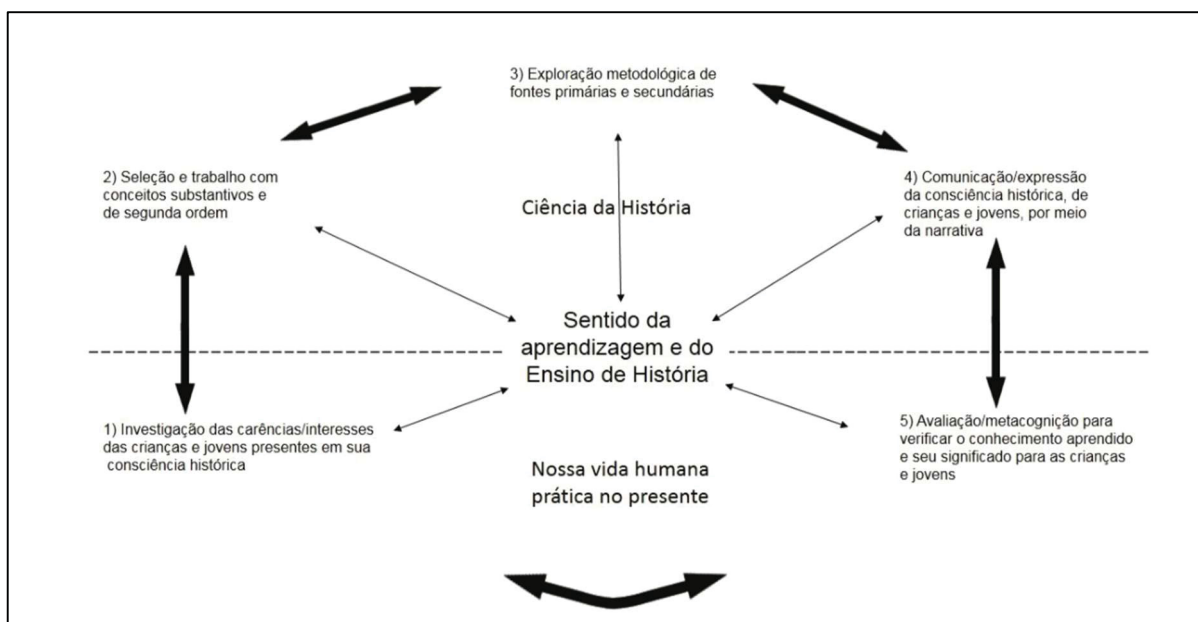 3) Exploração metodológica de
fontes primárias e secundárias
2) Seleção e trabalho com
conceitos substantivos e
de segunda ordem
Ciência da História
4) Comunicação/expressão
da consciência histórica, de
crianças e jovens, por meio
da narrativa
Sentido da
aprendizagem e do
Ensino de História
1) Investigação das carências/interesses
das crianças e jovens presentes em sua
consciência histórica
Nossa vida humana
prática no presente
5) Avaliação/metacognição para
verificar o conhecimento aprendido
e seu significado para as crianças
e jovens